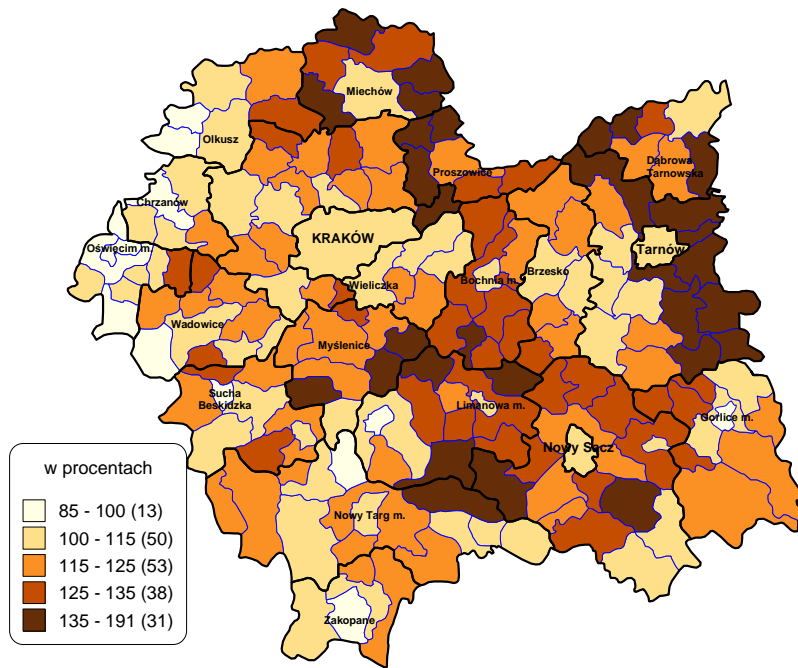 Miechów
Olkusz
Proszowice
Dąbrowa
Tarnowska
Chrzanów
KRAKÓW
Oświęcim m.
Tarnów
Wieliczka
Bochnia m.
Brzesko
Wadowice
Myślenice
Sucha
Beskidzka
Limanowa m.
Gorlice m.
Nowy Sącz
Nowy Targ m.
Zakopane
w procentach
85 - 100 (13)
100 - 115 (50)
115 - 125 (53)
125 - 135 (38)
135 - 191 (31)